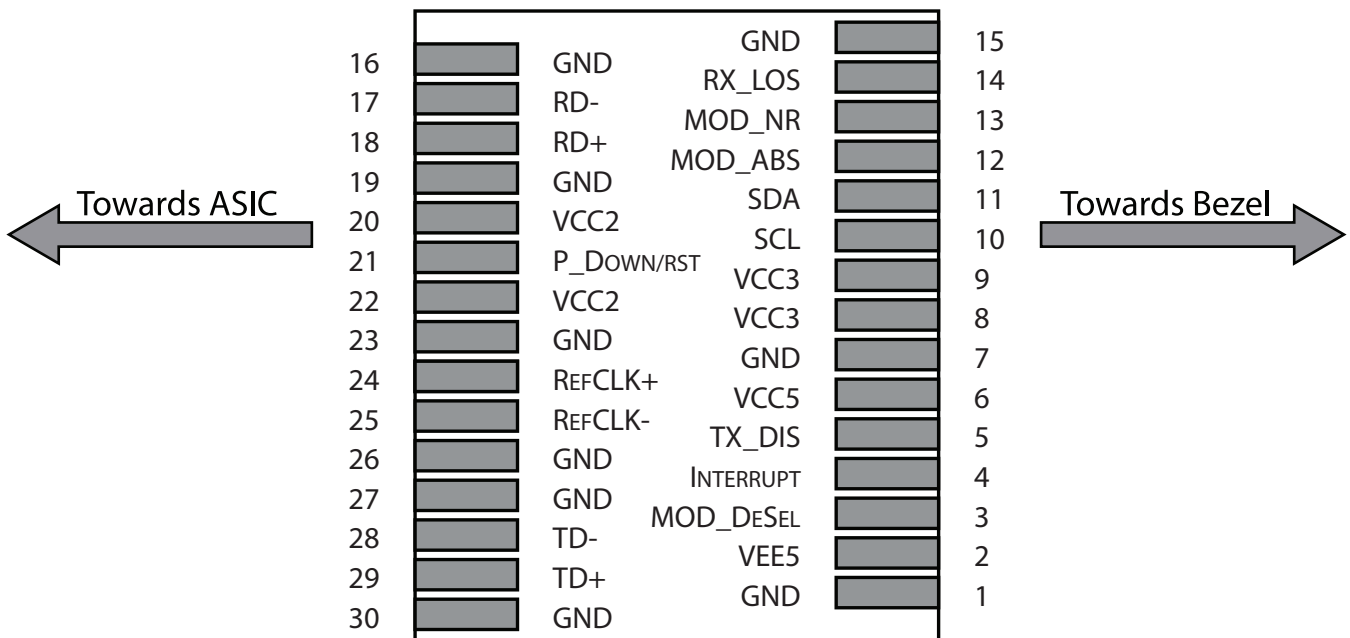 GND 15
16 GND
RX_LOS 14
17 RD-
MOD_NR 13
18 RD+
MOD_ABS 12
19 GND
SDA 11
Towards ASIC
Towards Bezel
20 VCC2
SCL 10
21 P_DOWN/RST
VCC3 9
22 VCC2
VCC3 8
23 GND
GND 7
24 REFCLK+
VCC5 6
25 REFCLK-
TX_DIS 5
26 GND
INTERRUPT 4
27 GND
MOD_DESEL 3
28 TD-
VEE5 2
29 TD+
GND 1
30 GND